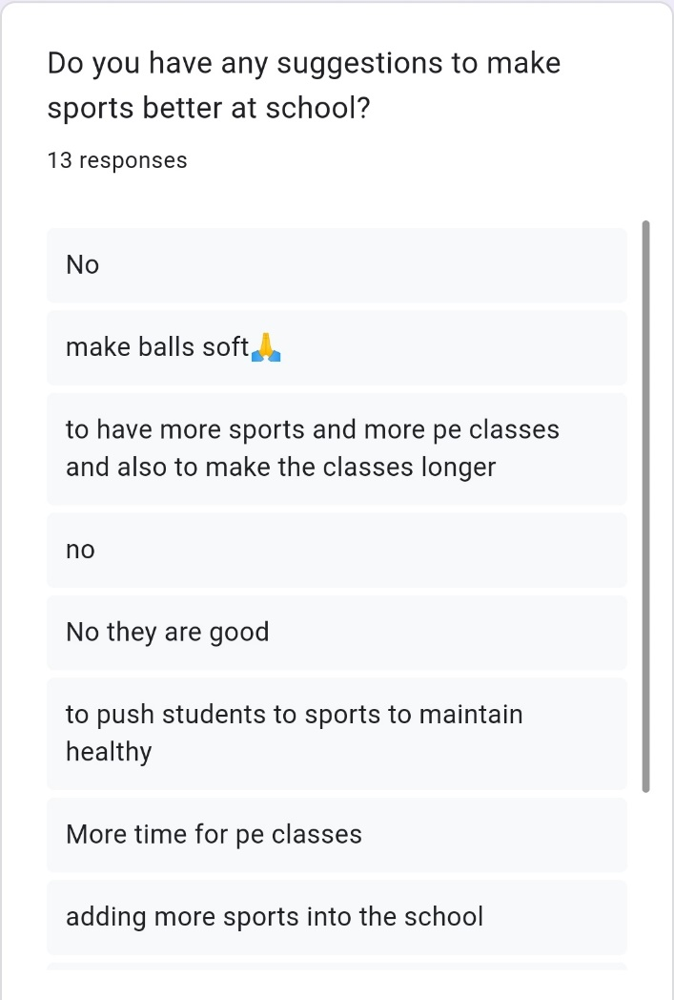 Do you have any suggestions to make
sports better at school?
13 responses
No
make balls soft🙏
to have more sports and more pe classes
and also to make the classes longer
no
No they are good
to push students to sports to maintain
healthy
More time for pe classes
adding more sports into the school